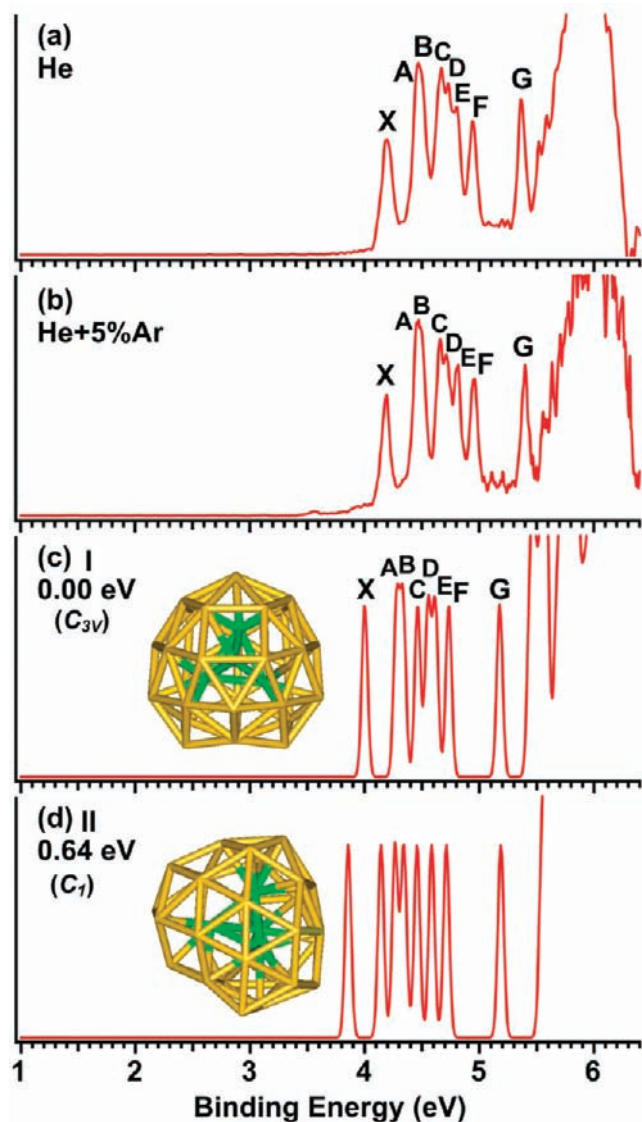 (a)
He
X
A
B
C
D
E
F
G
(b)
He+5%Ar
X
A
B
C
D
E
F
G
(c) I
0.00 eV
(C3V)
X
A
B
C
D
E
F
G
(d) II
0.64 eV
(C1)
1 2 3 4 5 6
Binding Energy (eV)